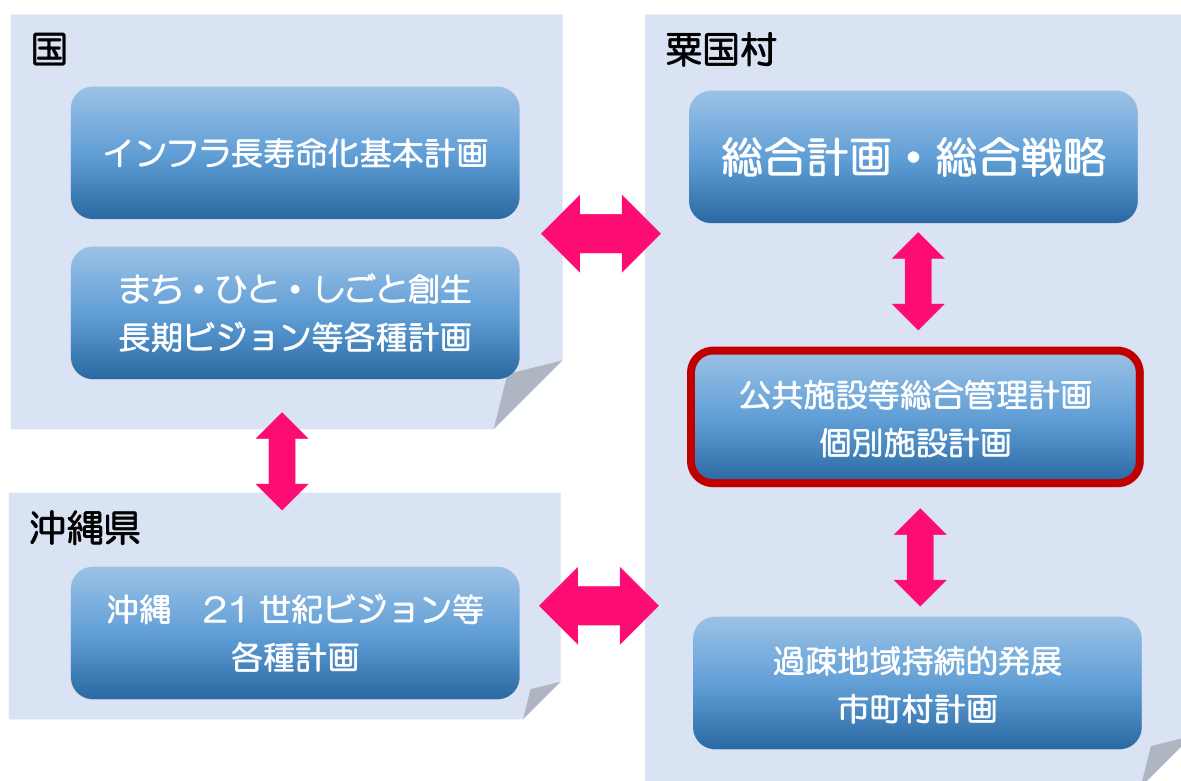 国
インフラ長寿命化基本計画
まち・ひと・しごと創生
長期ビジョン等各種計画
沖縄県
沖縄　21 世紀ビジョン等
各種計画
粟国村
総合計画・総合戦略
公共施設等総合管理計画
個別施設計画
過疎地域持続的発展
市町村計画